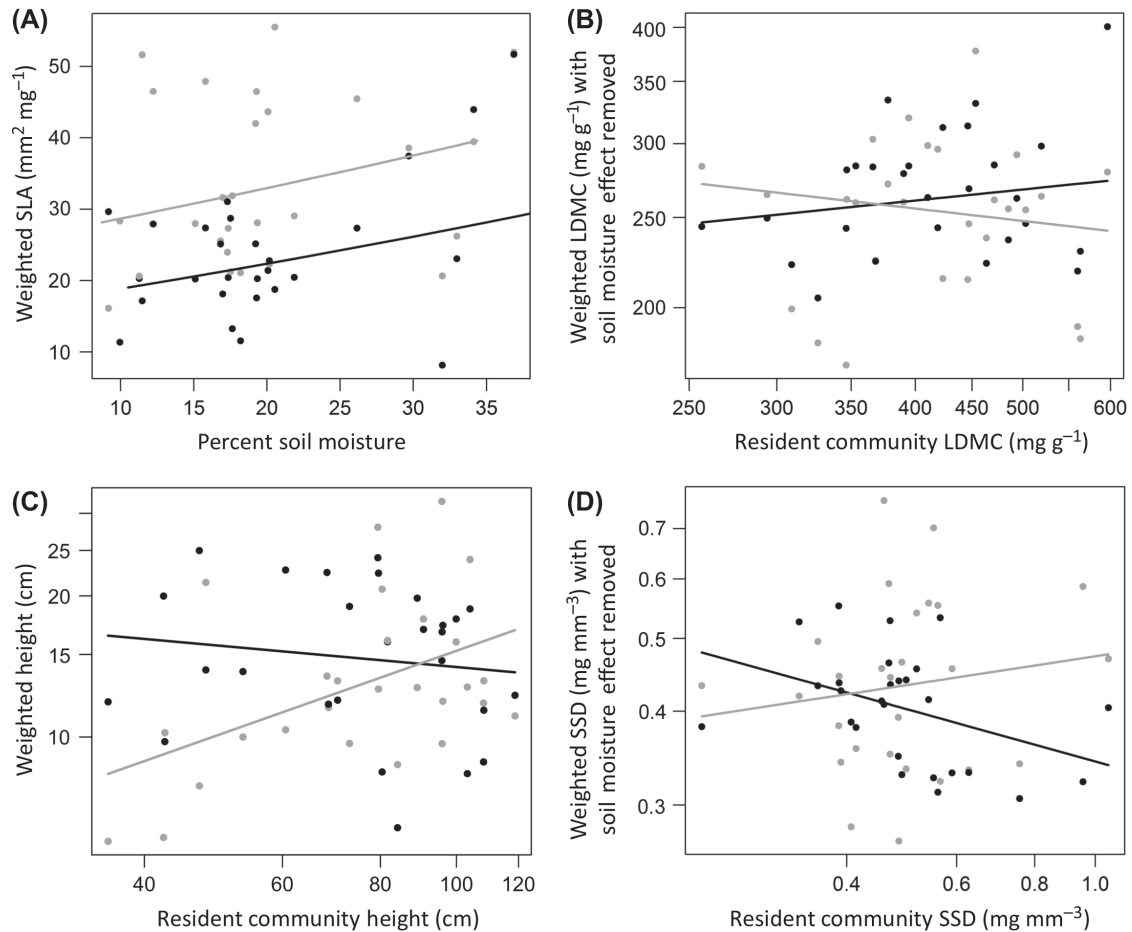 (A)
Weighted SLA (mm² mg⁻¹)
50
40
30
20
10
10
15
20
25
30
35
Percent soil moisture
(B)
Weighted LDMC (mg g⁻¹) with
soil moisture effect removed
400
350
300
250
200
250
300
350
400
450
500
600
Resident community LDMC (mg g⁻¹)
(C)
Weighted height (cm)
25
20
15
10
40
60
80
100
120
Resident community height (cm)
(D)
Weighted SSD (mg mm⁻³) with
soil moisture effect removed
0.7
0.6
0.5
0.4
0.3
0.4
0.6
0.8
1.0
Resident community SSD (mg mm⁻³)